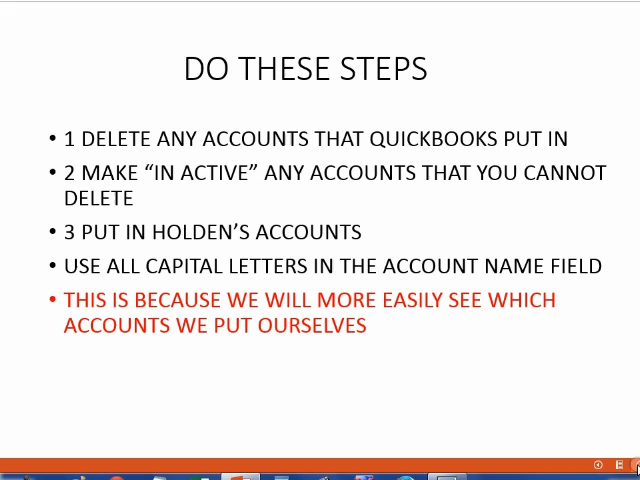 DO THESE STEPS
• 1 DELETE ANY ACCOUNTS THAT QUICKBOOKS PUT IN
• 2 MAKE “IN ACTIVE” ANY ACCOUNTS THAT YOU CANNOT
DELETE
• 3 PUT IN HOLDEN’S ACCOUNTS
• USE ALL CAPITAL LETTERS IN THE ACCOUNT NAME FIELD
• THIS IS BECAUSE WE WILL MORE EASILY SEE WHICH
ACCOUNTS WE PUT OURSELVES